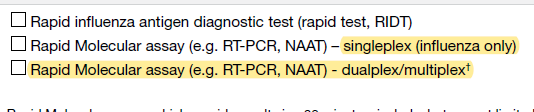 Rapid influenza antigen diagnostic test (rapid test, RIDT)
Rapid Molecular assay (e.g. RT-PCR, NAAT) – singleplex (influenza only)
Rapid Molecular assay (e.g. RT-PCR, NAAT) - dualplex/multiplex†